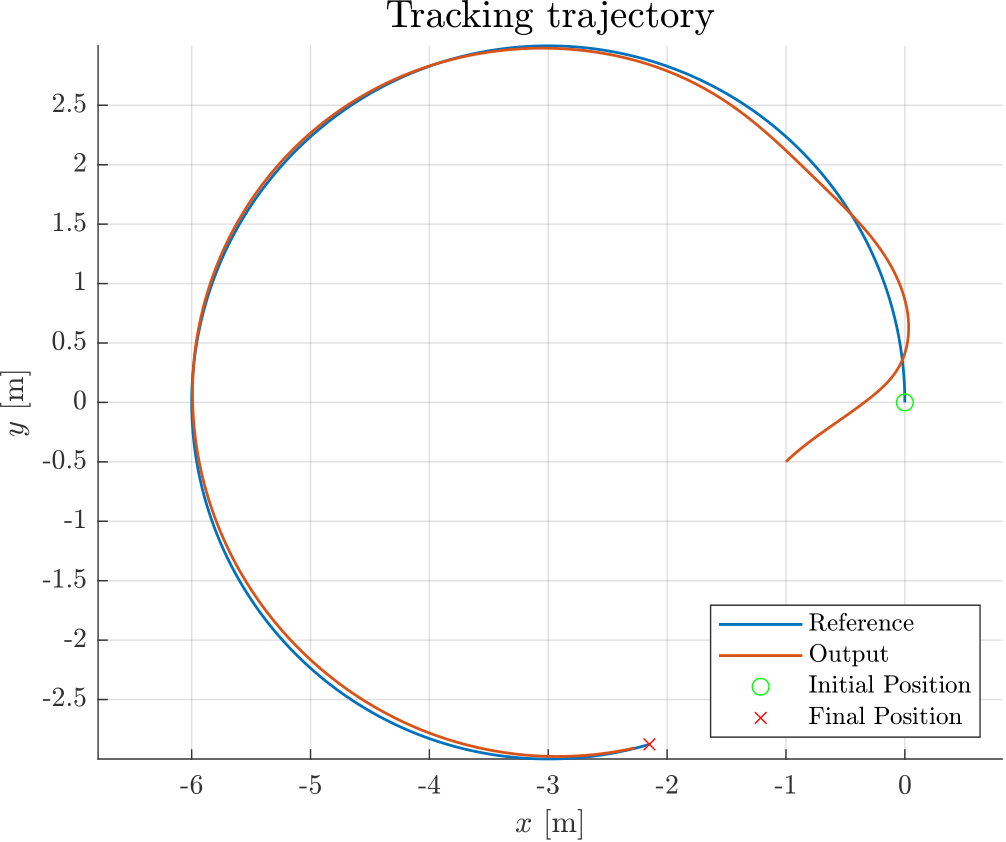 Tracking trajectory
2.5
2
1.5
1
0.5
0
-0.5
-1
-1.5
-2
-2.5
y [m]
-6 -5 -4 -3 -2 -1 0
x [m]
Reference
Output
Initial Position
Final Position